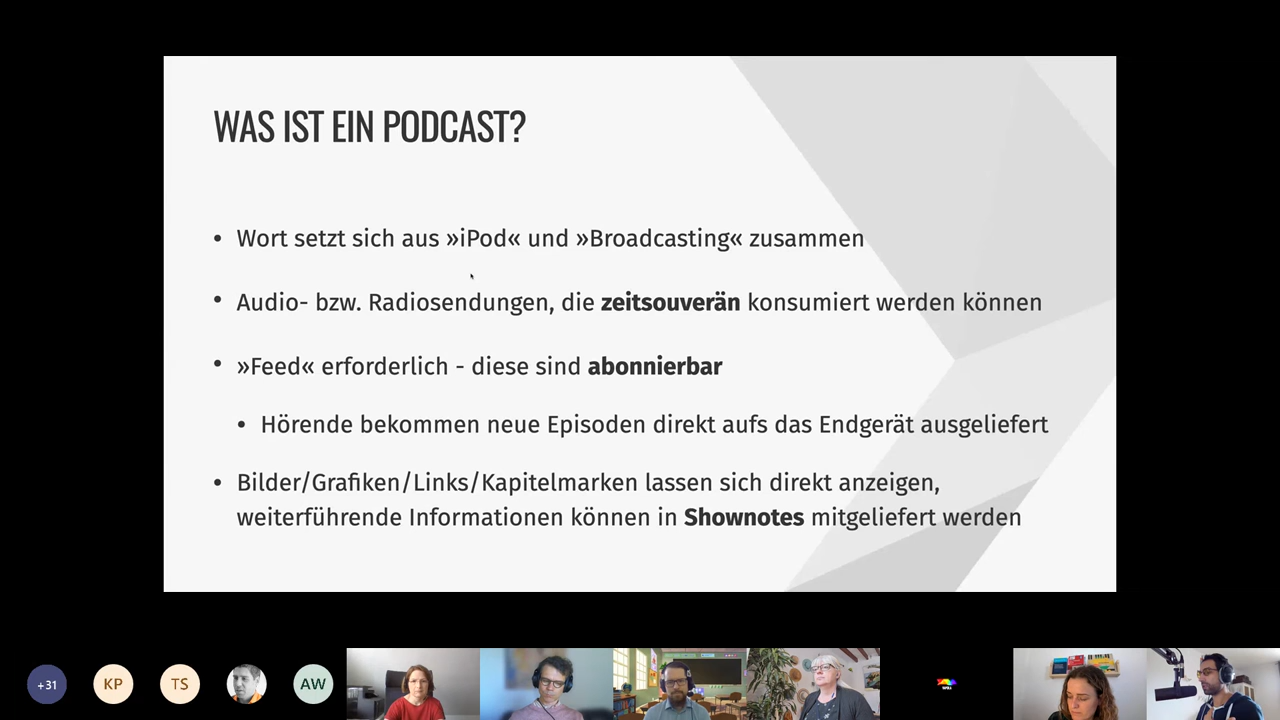 WAS IST EIN PODCAST?
• Wort setzt sich aus »iPod« und »Broadcasting« zusammen
• Audio- bzw. Radiosendungen, die zeitsouverän konsumiert werden können
• »Feed« erforderlich - diese sind abonnierbar
• Hörende bekommen neue Episoden direkt aufs das Endgerät ausgeliefert
• Bilder/Grafiken/Links/Kapitelmarken lassen sich direkt anzeigen,
weiterführende Informationen können in Shownotes mitgeliefert werden
+31
KP
TS
AW